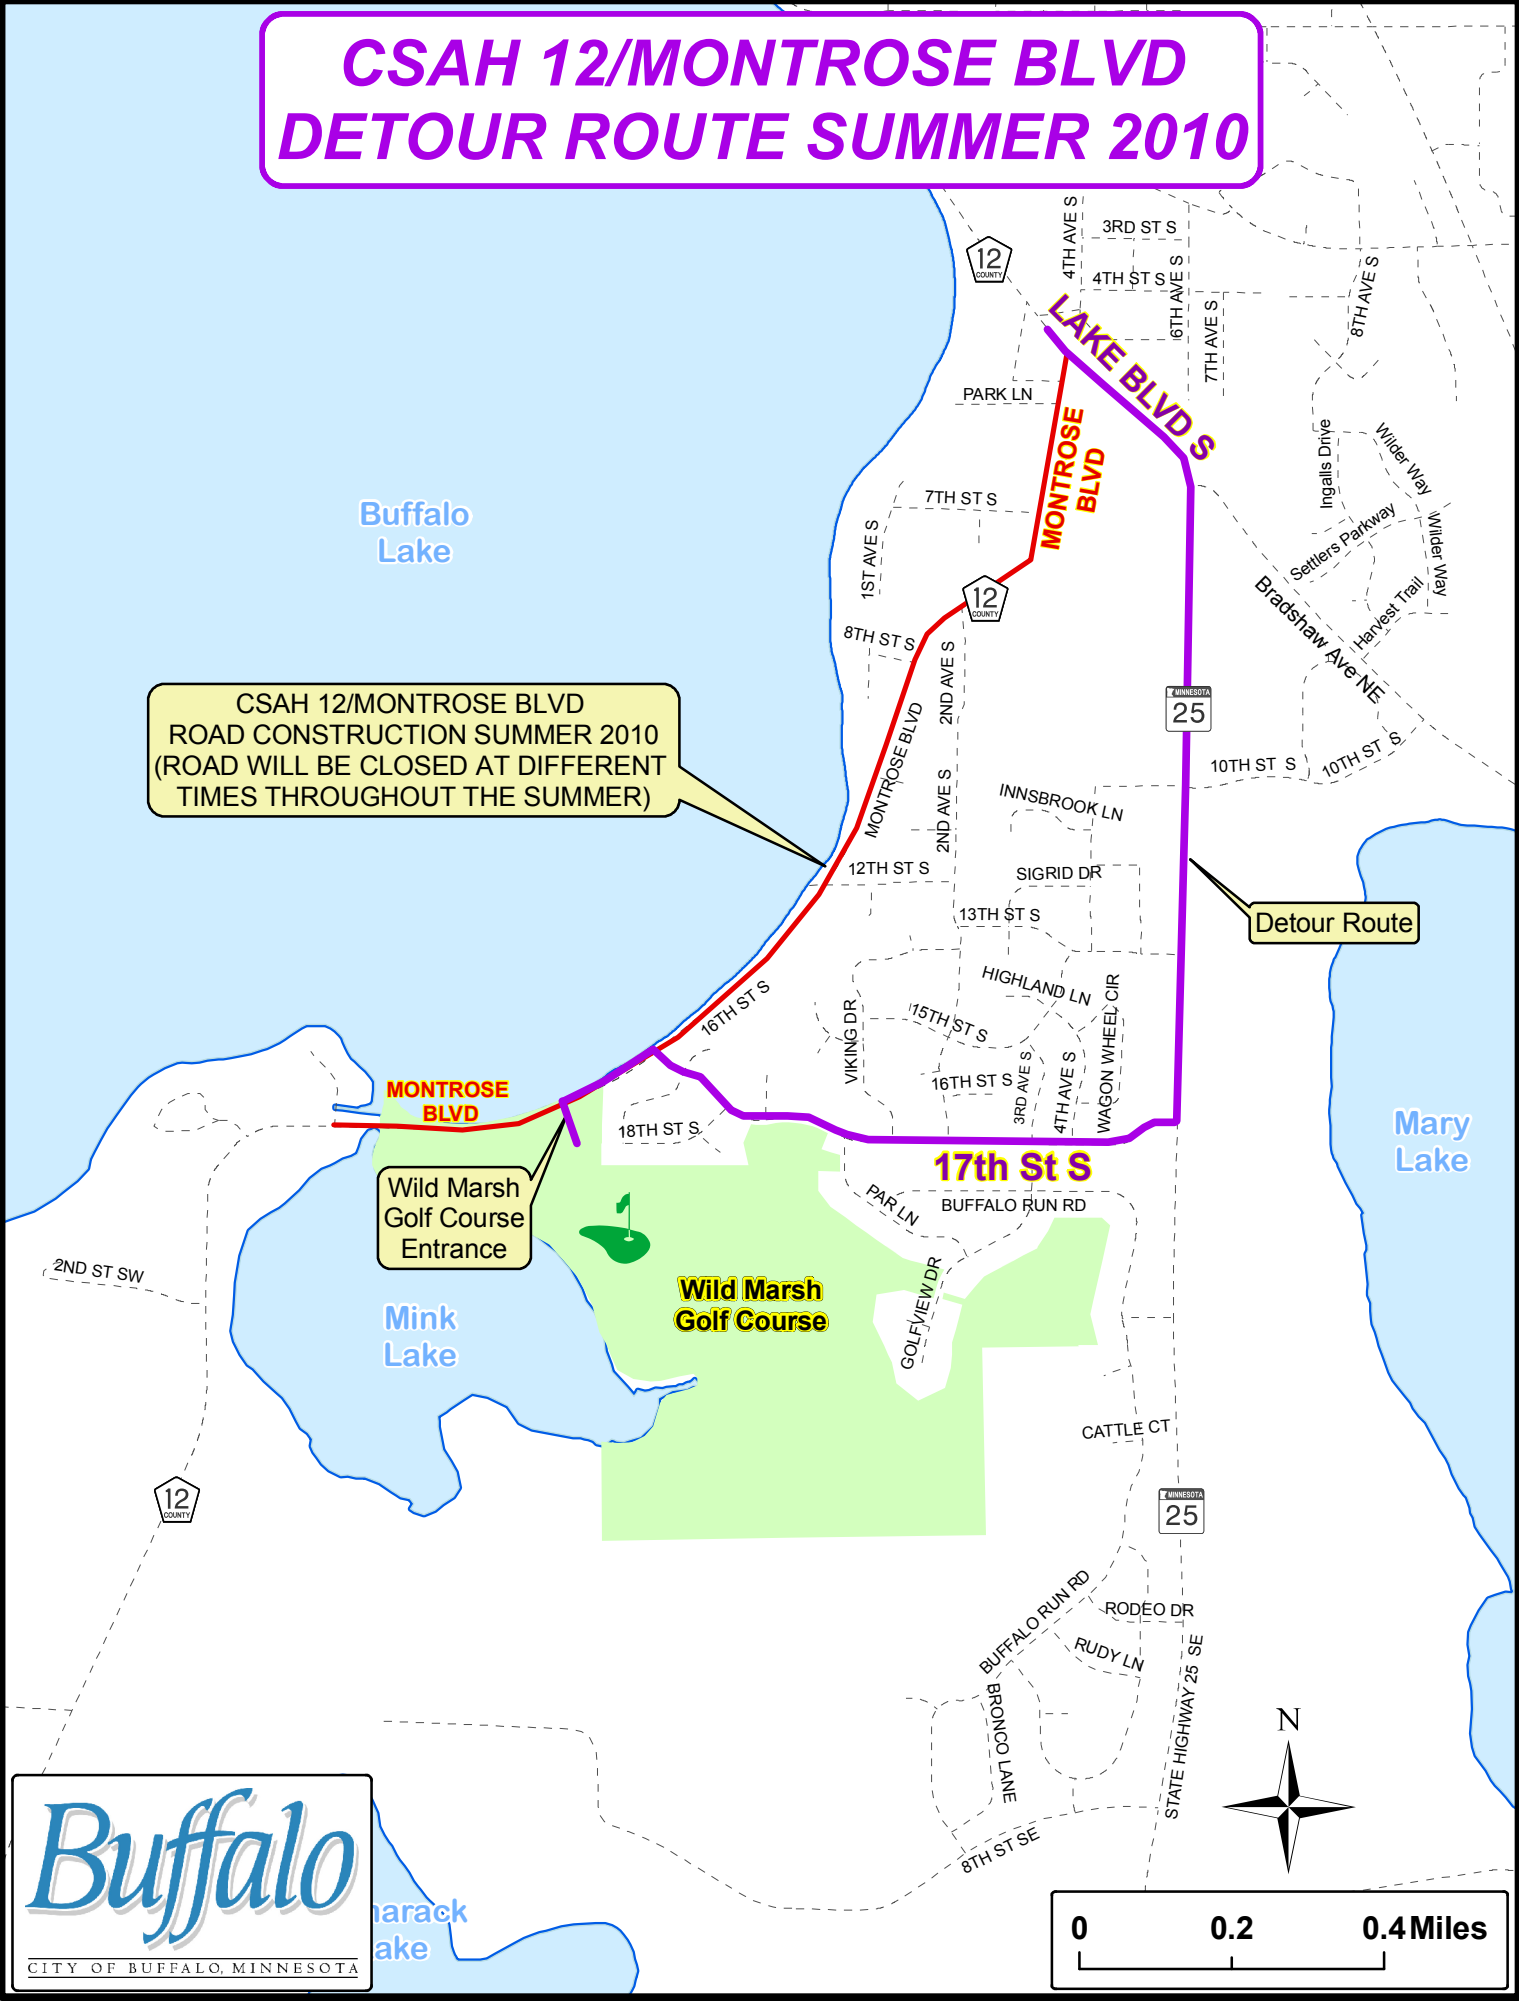 CSAH 12/MONTROSE BLVD
DETOUR ROUTE SUMMER 2010
4TH AVE S
3RD ST S
12
COUNTY
4TH ST S
6TH AVE S
7TH AVE S
8TH AVE S
LAKE BLVD S
PARK LN
MONTROSE
BLVD
Ingalls Drive
Wilder Way
Buffalo
Lake
7TH ST S
1ST AVE S
Settlers Parkway
Wilder Way
12
COUNTY
Harvest Trail
Bradshaw Ave NE
8TH ST S
2ND AVE S
CSAH 12/MONTROSE BLVD
ROAD CONSTRUCTION SUMMER 2010
(ROAD WILL BE CLOSED AT DIFFERENT
TIMES THROUGHOUT THE SUMMER)
MINNESOTA
25
MONTROSE BLVD
10TH ST S
10TH ST S
2ND AVE S
INNSBROOK LN
12TH ST S
SIGRID DR
13TH ST S
Detour Route
HIGHLAND LN
16TH ST S
15TH ST S
VIKING DR
WAGON WHEEL CIR
3RD AVE S
4TH AVE S
16TH ST S
MONTROSE
BLVD
18TH ST S
Mary
Lake
17th St S
Wild Marsh
Golf Course
Entrance
PAR LN
BUFFALO RUN RD
2ND ST SW
GOLFVIEW DR
Wild Marsh
Golf Course
Mink
Lake
CATTLE CT
12
COUNTY
MINNESOTA
25
BUFFALO RUN RD
RODEO DR
RUDY LN
STATE HIGHWAY 25 SE
BRONCO LANE
N
8TH ST SE
Buffalo
CITY OF BUFFALO, MINNESOTA
marack
ake
0 0.2 0.4 Miles